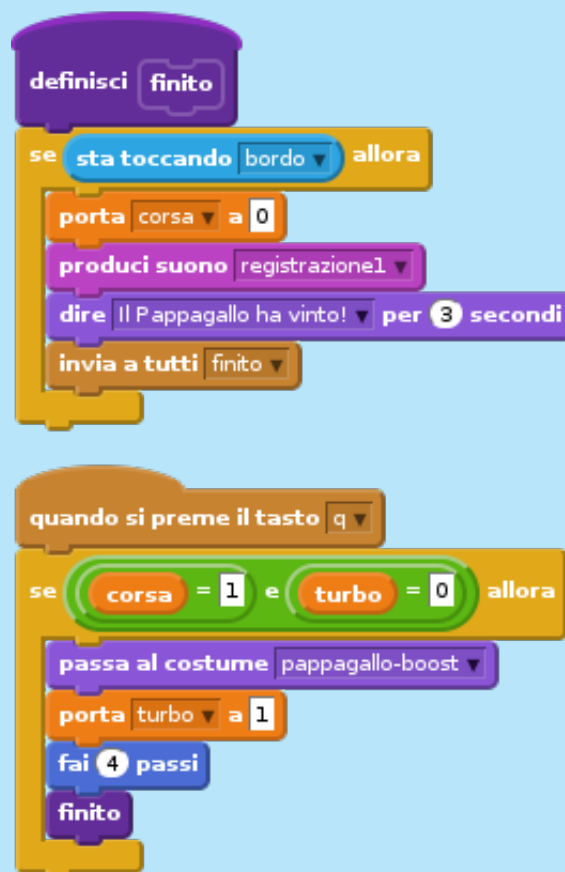 definisci finito
se sta toccando bordo allora
porta corsa a 0
produci suono registrazione1
dire Il Pappagallo ha vinto! per 3 secondi
invia a tutti finito
quando si preme il tasto q
se corsa = 1 e turbo = 0 allora
passa al costume pappagallo-boost
porta turbo a 1
fai 4 passi
finito